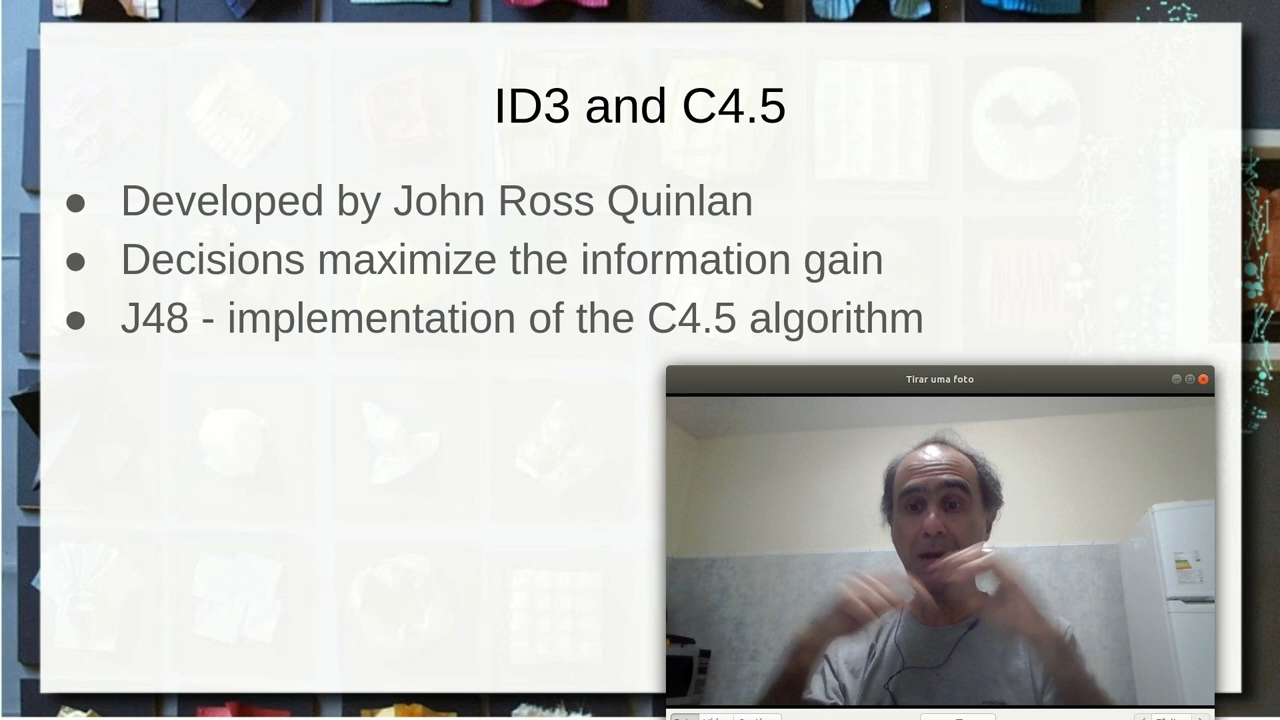 ID3 and C4.5
● Developed by John Ross Quinlan
● Decisions maximize the information gain
● J48 - implementation of the C4.5 algorithm
Tirar uma foto